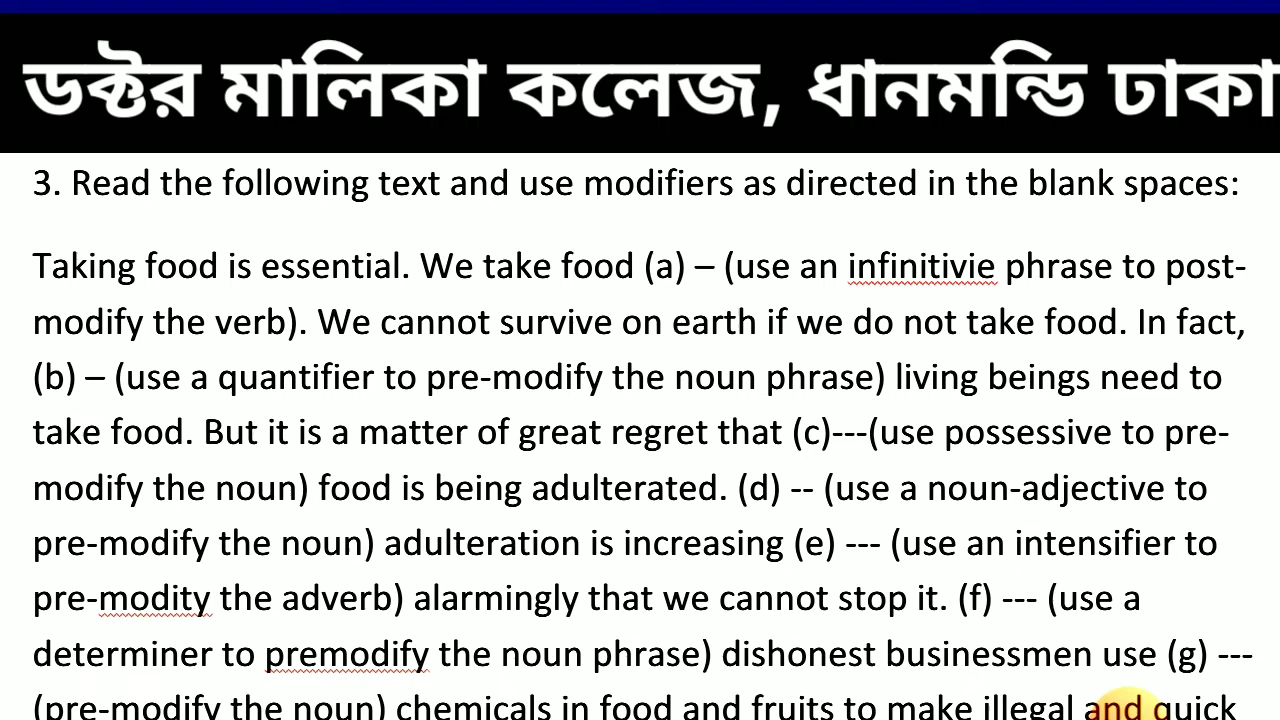 ডক্টর মালিকা কলেজ, ধানমন্ডি ঢাকা
3. Read the following text and use modifiers as directed in the blank spaces:
Taking food is essential. We take food (a) – (use an infinitivie phrase to post-
modify the verb). We cannot survive on earth if we do not take food. In fact,
(b) – (use a quantifier to pre-modify the noun phrase) living beings need to
take food. But it is a matter of great regret that (c)---(use possessive to pre-
modify the noun) food is being adulterated. (d) -- (use a noun-adjective to
pre-modify the noun) adulteration is increasing (e) --- (use an intensifier to
pre-modity the adverb) alarmingly that we cannot stop it. (f) --- (use a
determiner to premodify the noun phrase) dishonest businessmen use (g) ---
(pre-modify the noun) chemicals in food and fruits to make illegal and quick